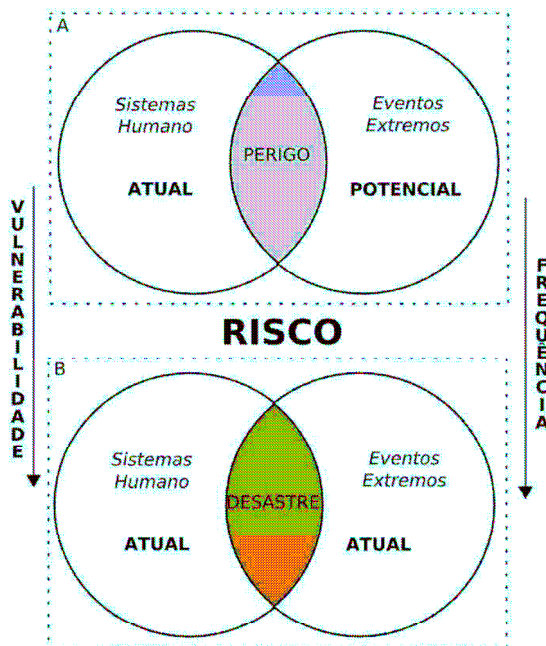 A
Sistemas
Humano
ATUAL
PERIGO
Eventos
Extremos
POTENCIAL
VULNERABILIDADE
RISCO
FREQUÊNCIA
B
Sistemas
Humano
ATUAL
DESASTRE
Eventos
Extremos
ATUAL